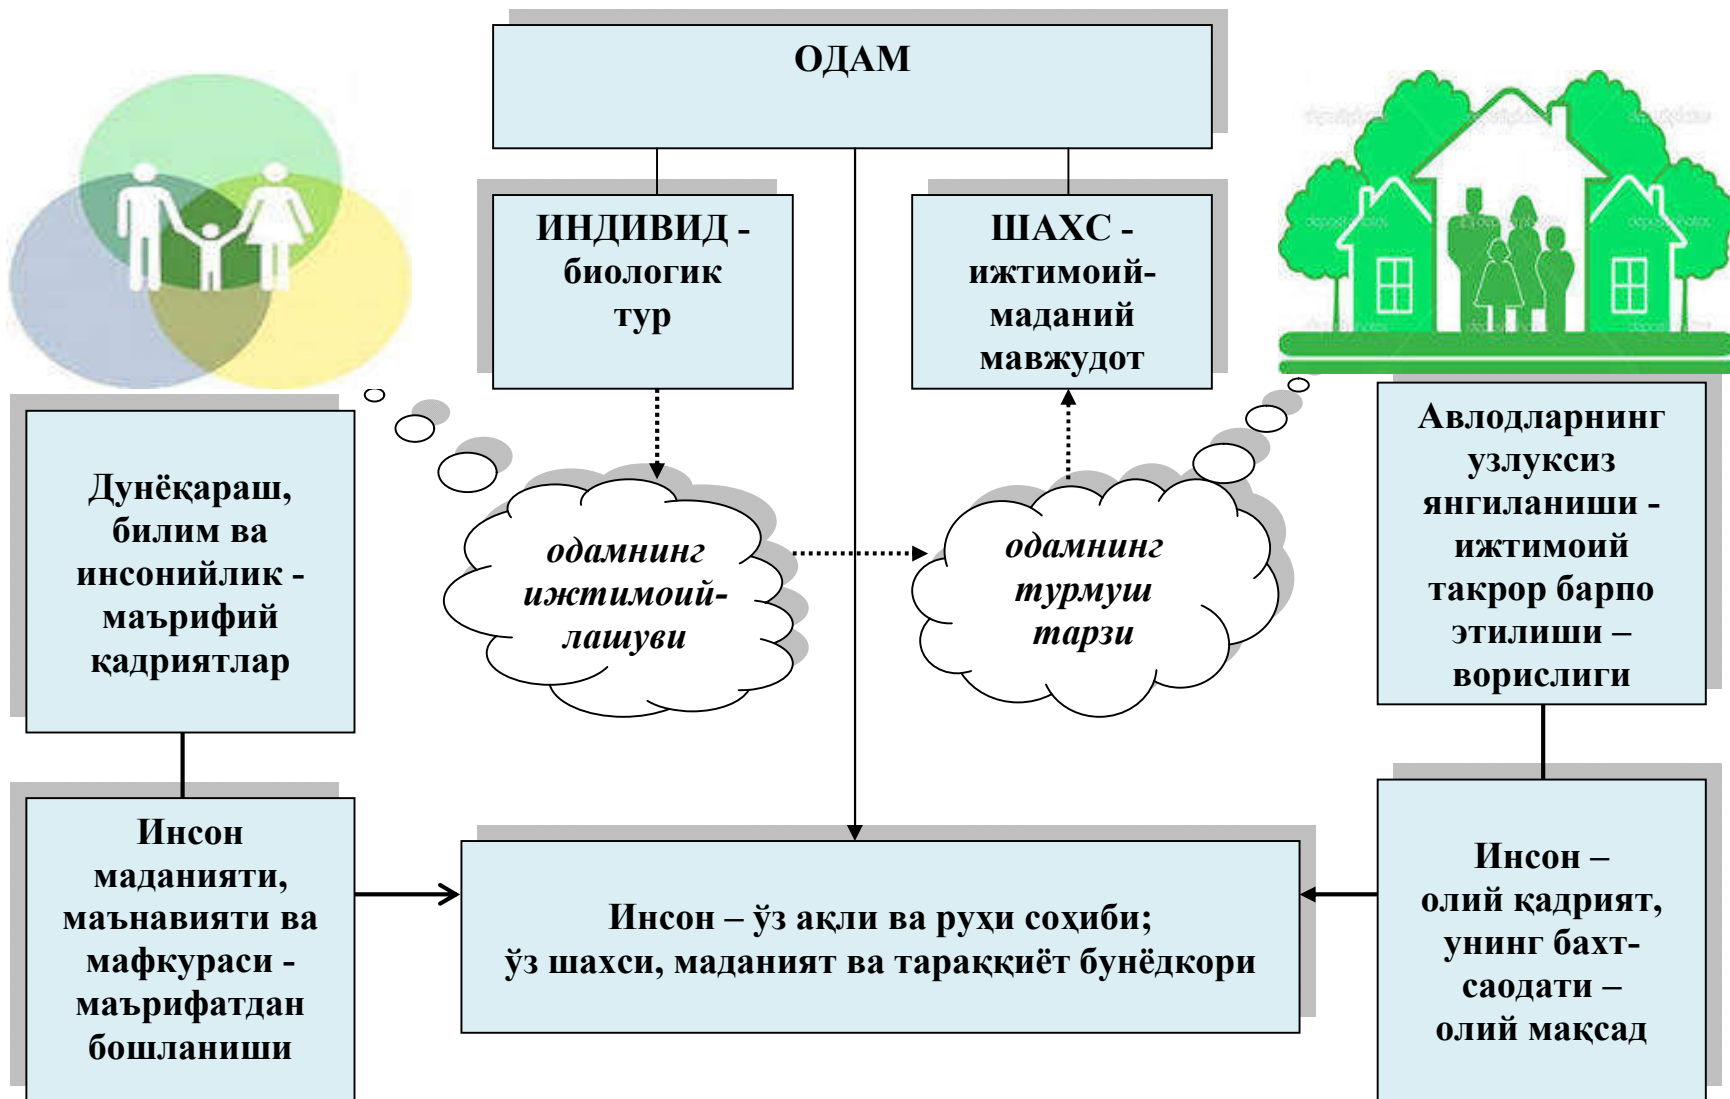 ОДАМ
ИНДИВИД -
биологик
тур
ШАХС -
ижтимоий-
маданий
мавжудот
Дунёқараш,
билим ва
инсонийлик -
маърифий
қадриятлар
одамнинг
ижтимоий-
лашуви
одамнинг
турмуш
тарзи
Авлодларнинг
узлуксиз
янгиланиши -
ижтимоий
такрор барпо
этилиши –
ворислиги
Инсон
маданияти,
маънавияти ва
мафкураси -
маърифатдан
бошланиши
Инсон – ўз ақли ва руҳи соҳиби;
ўз шахси, маданият ва тараққиёт бунёдкори
Инсон –
олий қадрият,
унинг бахт-
саодати –
олий мақсад